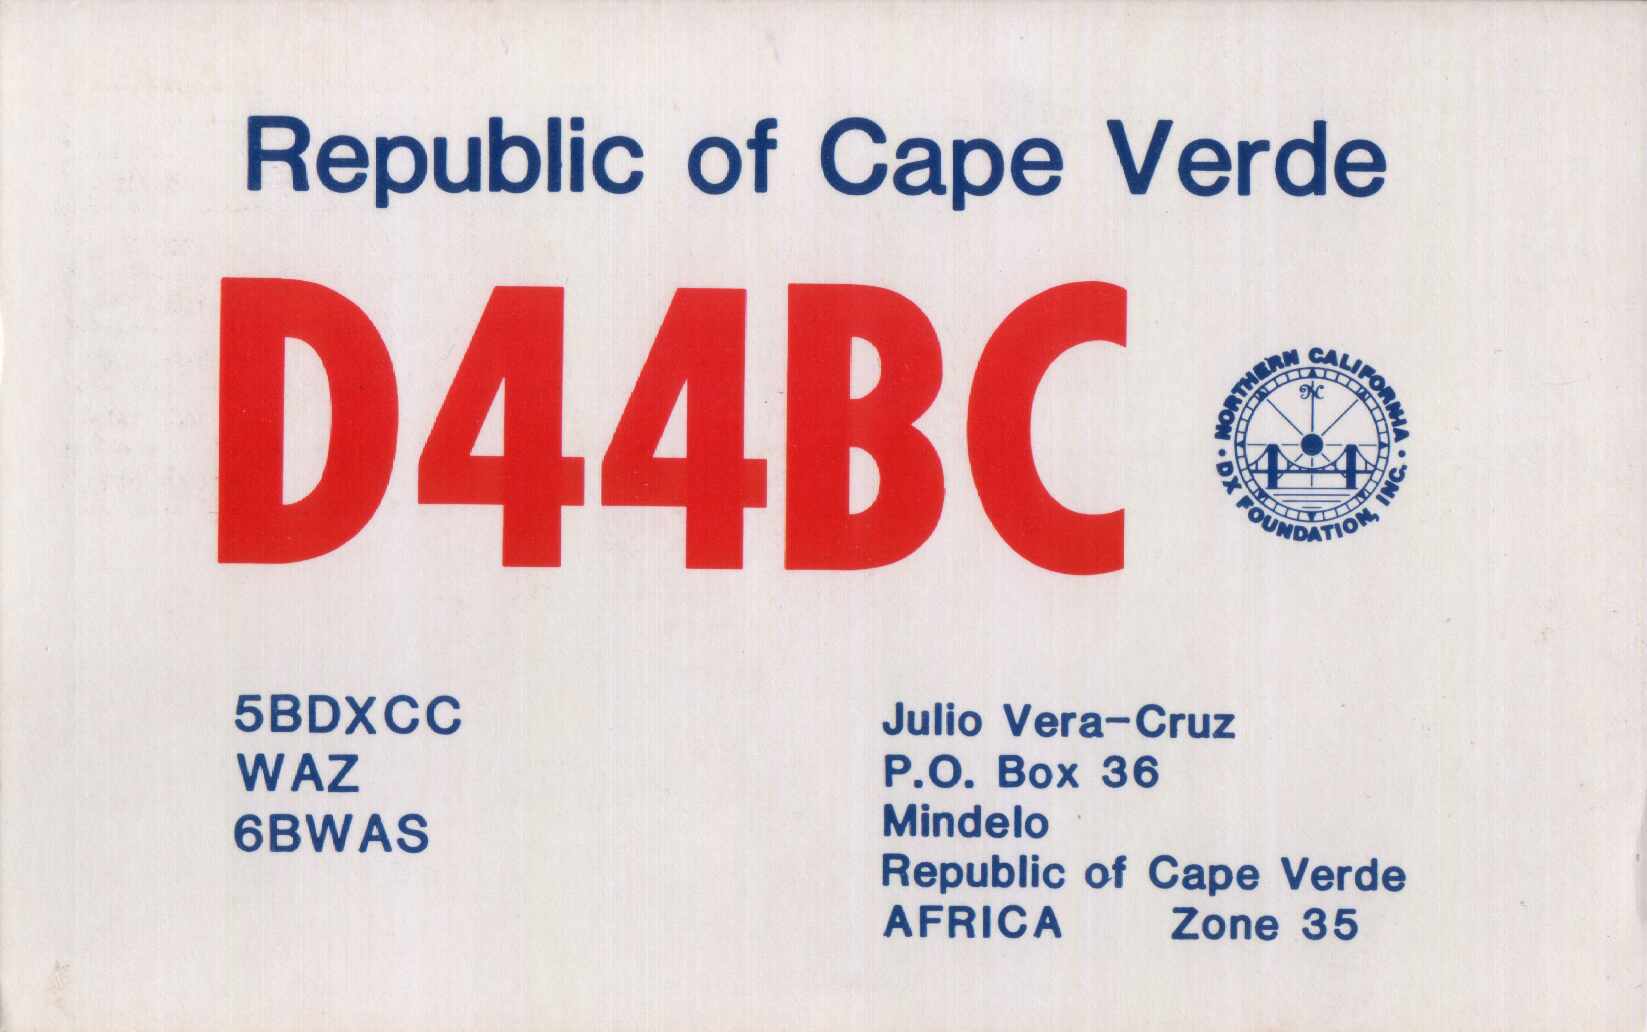 Republic of Cape Verde
D44BC
NORTHERN CALIFORNIA
• DX FOUNDATION, INC. •
N
5BDXCC
WAZ
6BWAS
Julio Vera-Cruz
P.O. Box 36
Mindelo
Republic of Cape Verde
AFRICA Zone 35